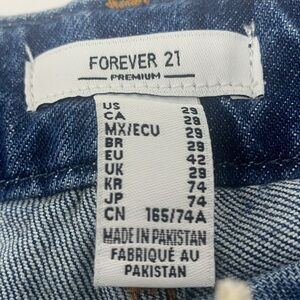 FOREVER 21
PREMIUM
US 29
CA 29
MX/ECU 29
BR 29
EU 42
UK 29
KR 74
JP 74
CN 165/74A
MADE IN PAKISTAN
FABRIQUÉ AU
PAKISTAN